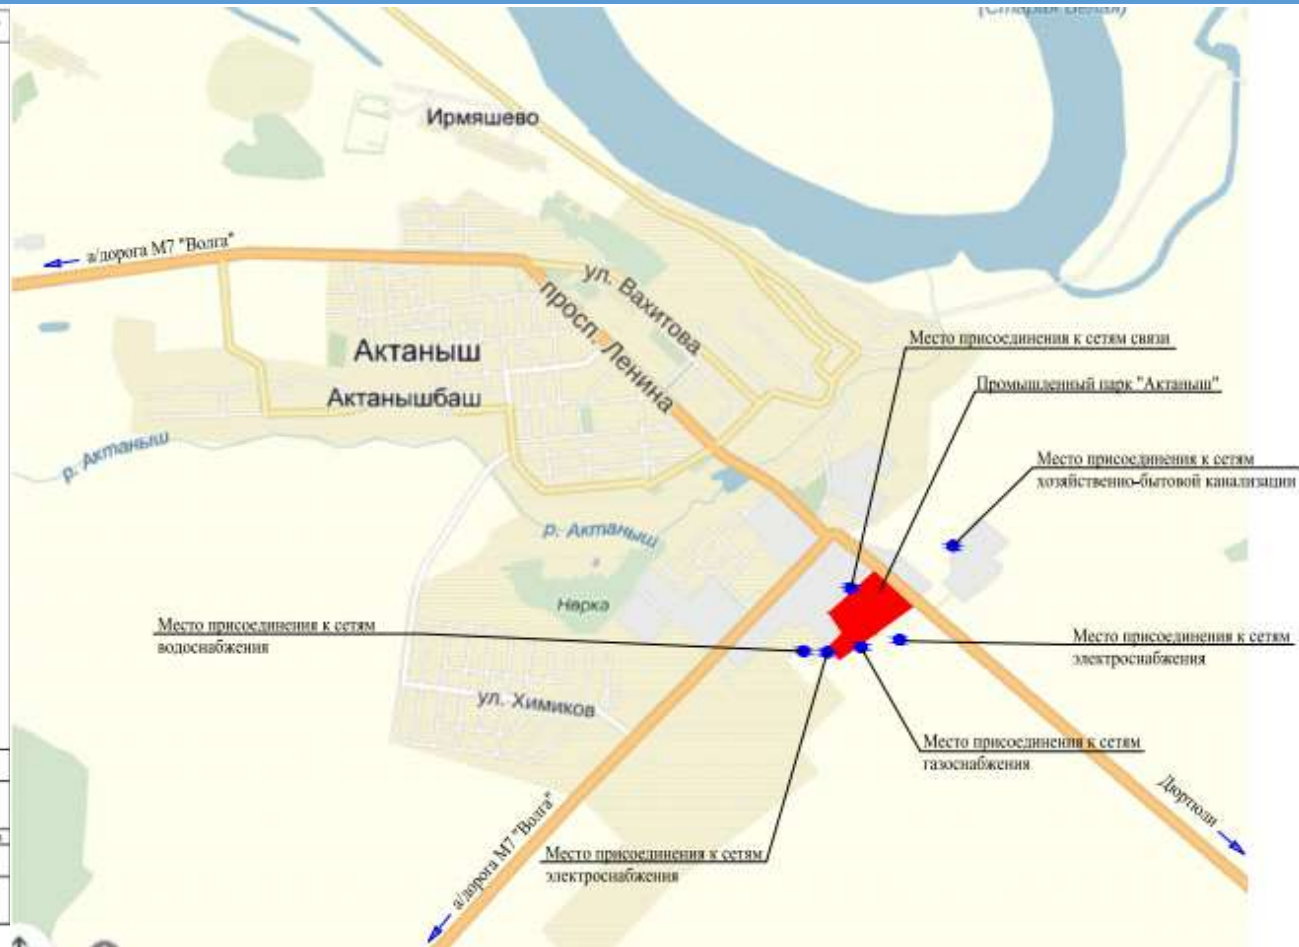 (Старая Белая)
Ирмяшево
а/дорога М7 "Волга"
ул. Вахитова
просп. Ленина
Актаныш
Актанышбаш
р. Актаныш
Место присоединения к сетям связи
Промышленный парк "Актаныш"
Место присоединения к сетям
хозяйственно-бытовой канализации
р. Актаныш
Нарка
Место присоединения к сетям
водоснабжения
Место присоединения к сетям
электроснабжения
ул. Химиков
Место присоединения к сетям
газоснабжения
Дюртюли
а/дорога М7 "Волга"
Место присоединения к сетям
электроснабжения